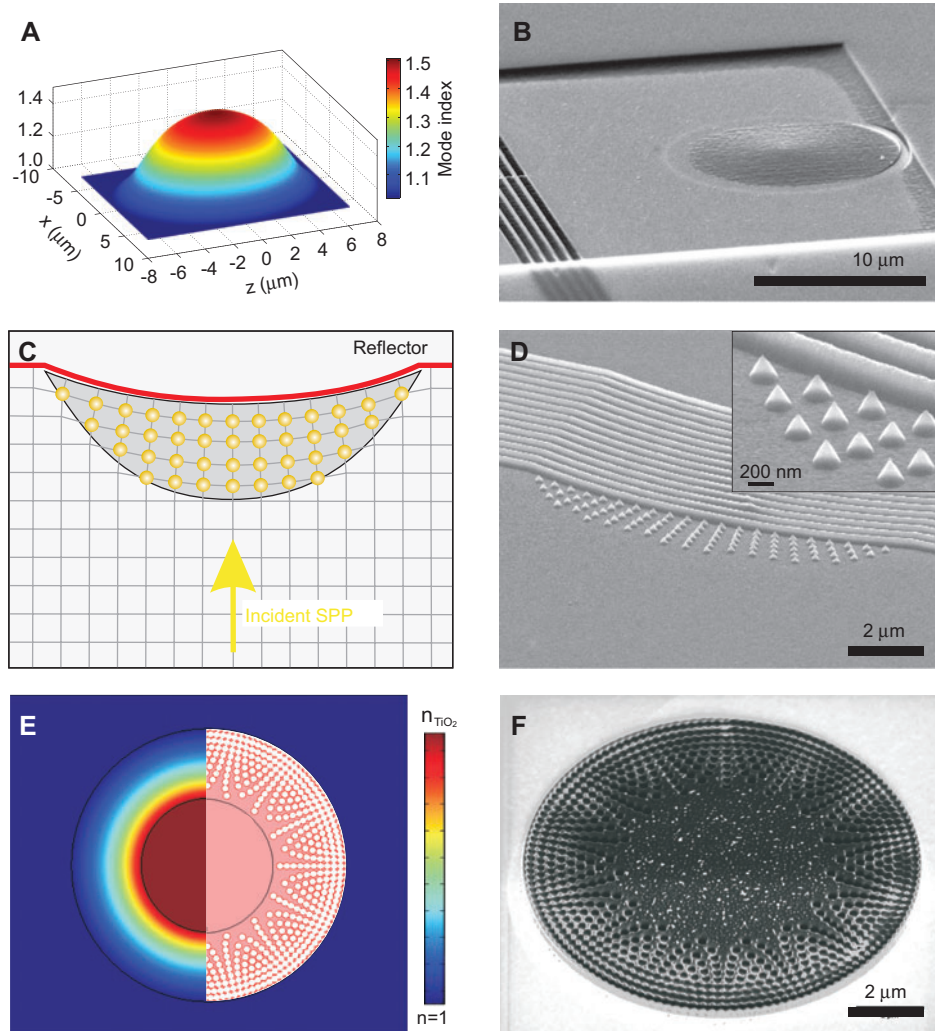 A
1.4
1.2
1.0
-10
-5
0
5
10
x (μm)
-8
-6
-4
-2
0
2
4
6
8
z (μm)
1.5
1.4
1.3
1.2
1.1
Mode index
B
10 μm
C
Reflector
Incident SPP
D
200 nm
2 μm
E
nTiO2
n=1
F
2 μm